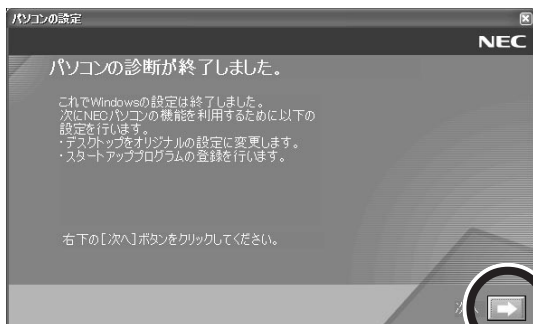 パソコンの設定
NEC
パソコンの診断が終了しました。
これでWindowsの設定は終了しました。
次にNECパソコンの機能を利用するために以下の
設定を行います。
・デスクトップをオリジナルの設定に変更します。
・スタートアッププログラムの登録を行います。
右下の[次へ]ボタンをクリックしてください。
次へ